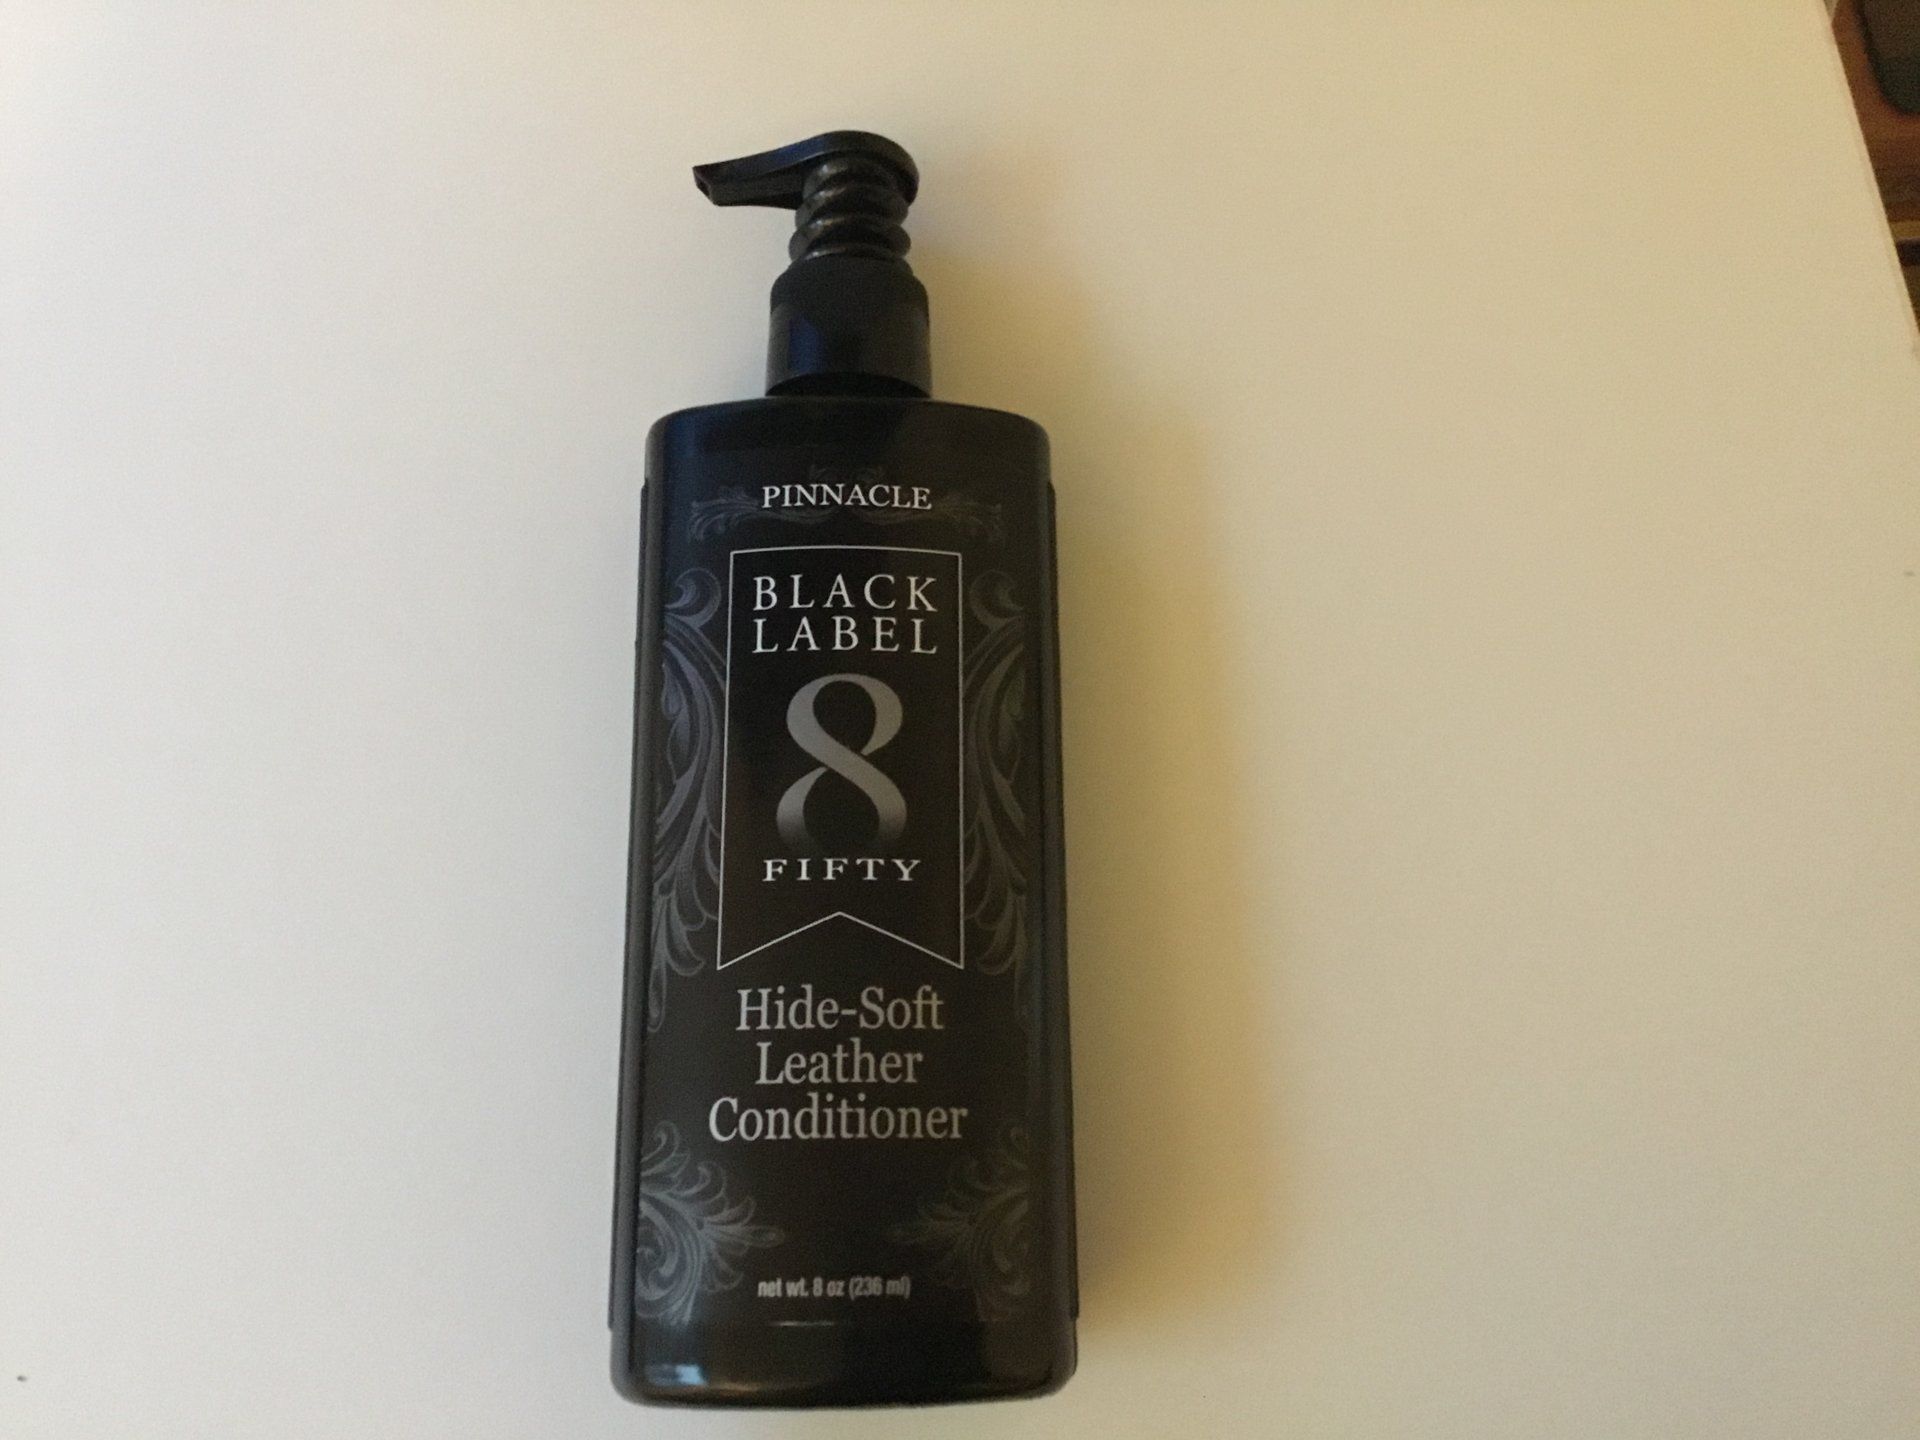 PINNACLE
BLACK
LABEL
8
FIFTY
Hide-Soft
Leather
Conditioner
net wt. 8 oz (236 ml)